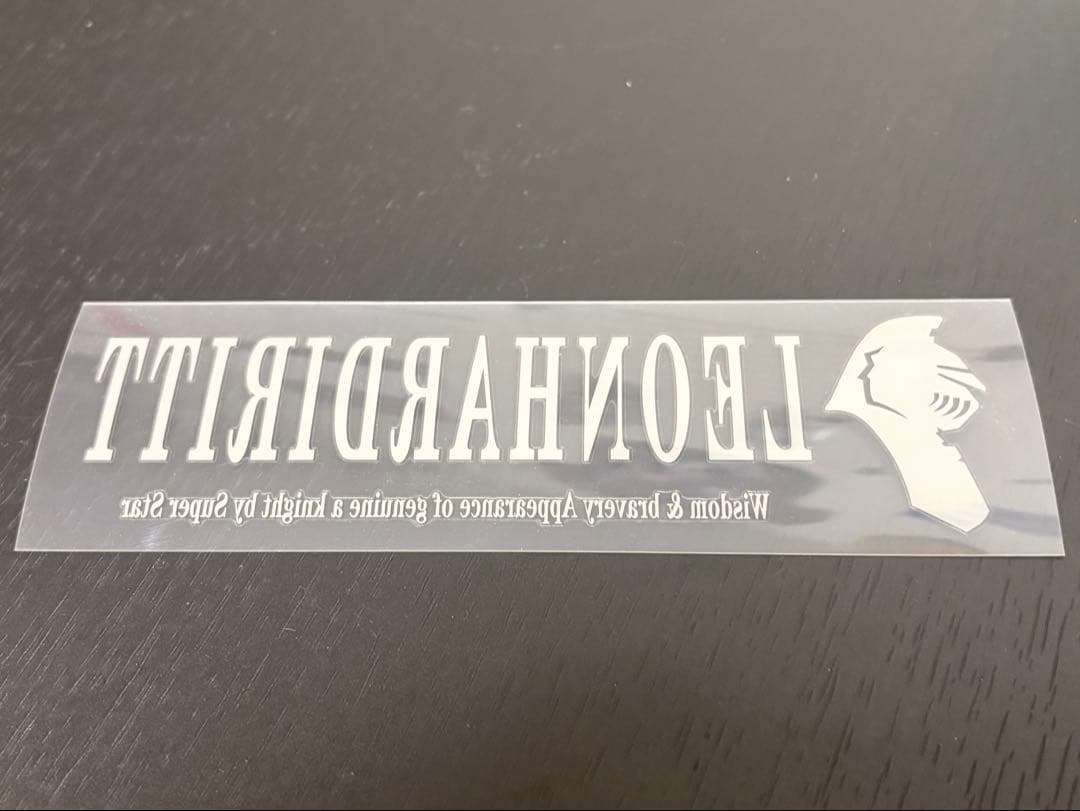 LEONHARDIRITT
Wisdom & bravery Appearance of genuine a knight by Super Star